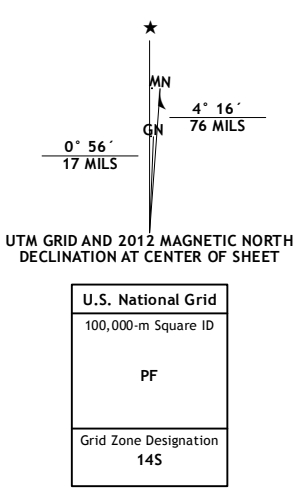 ★
MN
4° 16´
76 MILS
GN
0° 56´
17 MILS
UTM GRID AND 2012 MAGNETIC NORTH
DECLINATION AT CENTER OF SHEET
U.S. National Grid
100,000-m Square ID
PF
Grid Zone Designation
14S